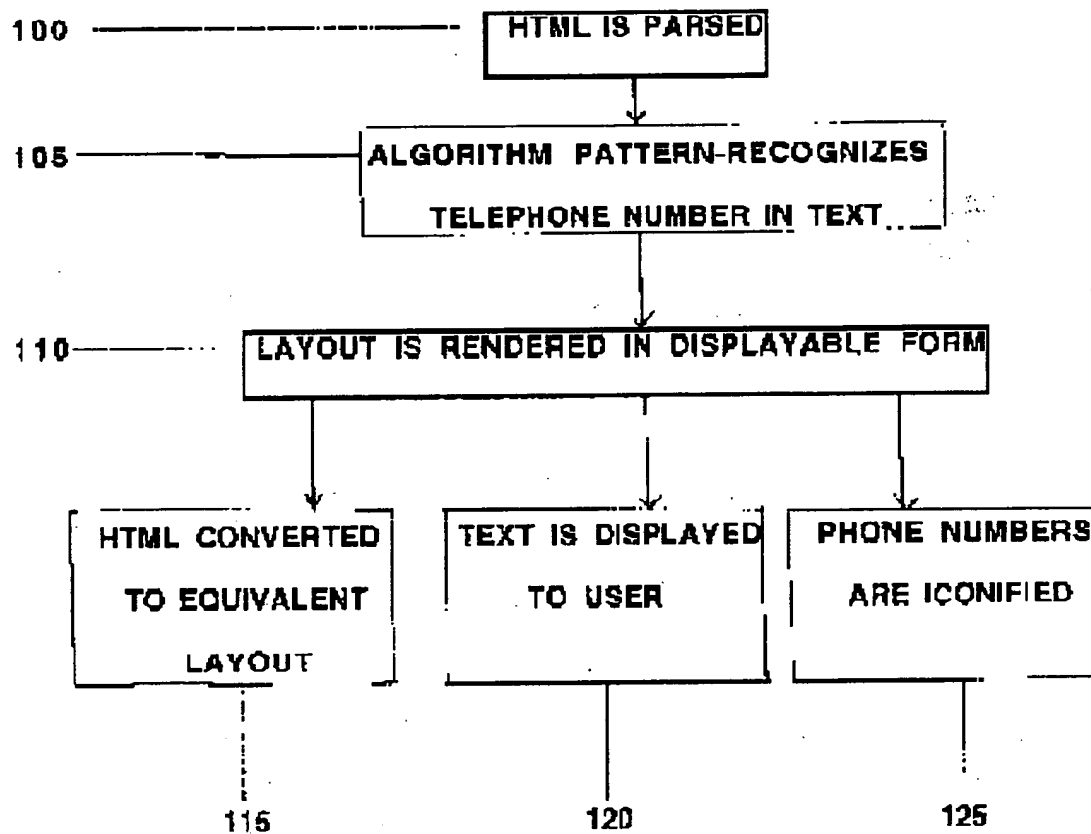 100
HTML IS PARSED
105
ALGORITHM PATTERN-RECOGNIZES
TELEPHONE NUMBER IN TEXT
110
LAYOUT IS RENDERED IN DISPLAYABLE FORM
HTML CONVERTED
TO EQUIVALENT
LAYOUT
TEXT IS DISPLAYED
TO USER
PHONE NUMBERS
ARE ICONIFIED
115
120
125